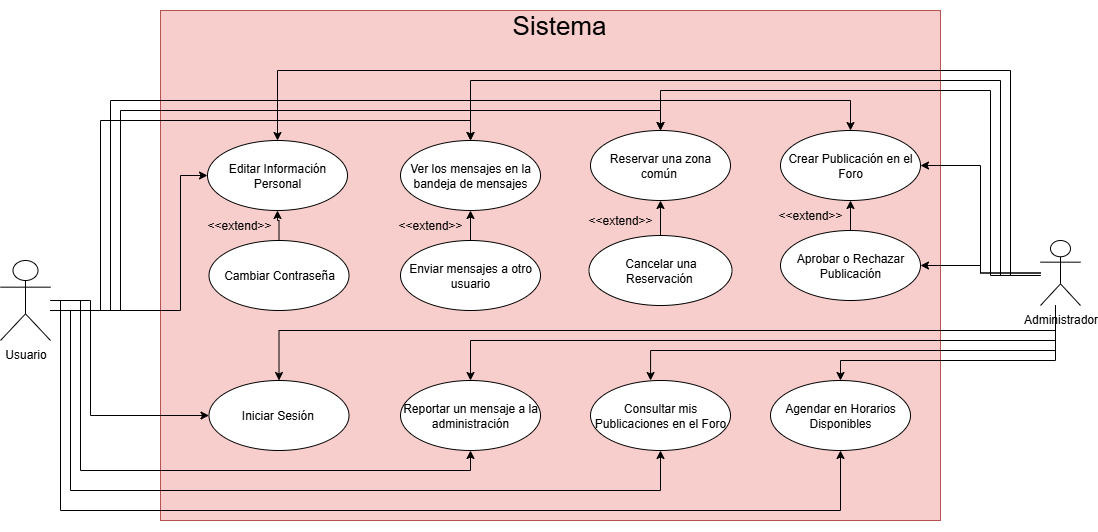 Sistema
Editar Información
Personal
Ver los mensajes en la
bandeja de mensajes
Reservar una zona
común
Crear Publicación en el
Foro
<<extend>>
<<extend>>
<<extend>>
<<extend>>
Cambiar Contraseña
Enviar mensajes a otro
usuario
Cancelar una
Reservación
Aprobar o Rechazar
Publicación
Usuario
Administrador
Iniciar Sesión
Reportar un mensaje a la
administración
Consultar mis
Publicaciones en el Foro
Agendar en Horarios
Disponibles